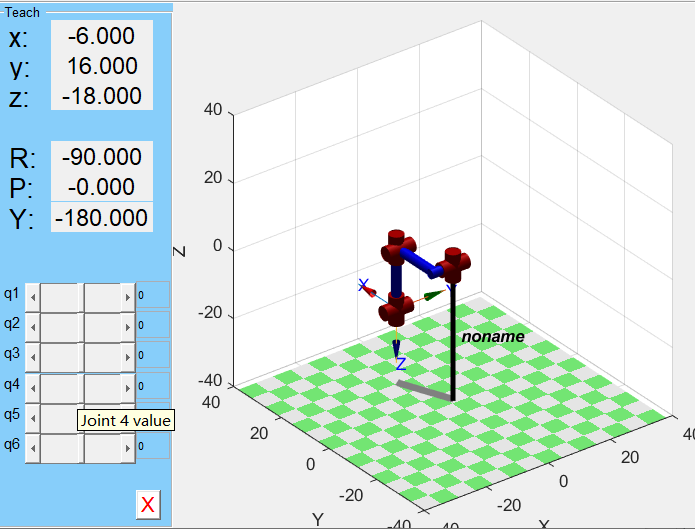 Teach
x: -6.000
y: 16.000
z: -18.000
R: -90.000
P: -0.000
Y: -180.000
q1 0
q2 0
q3 0
q4 0
q5
Joint 4 value
q6 0
X
40
20
0
-20
-40
Z
40
20
0
-20
-40
Y
-40
-20
0
20
40
X
X
Y
Z
noname